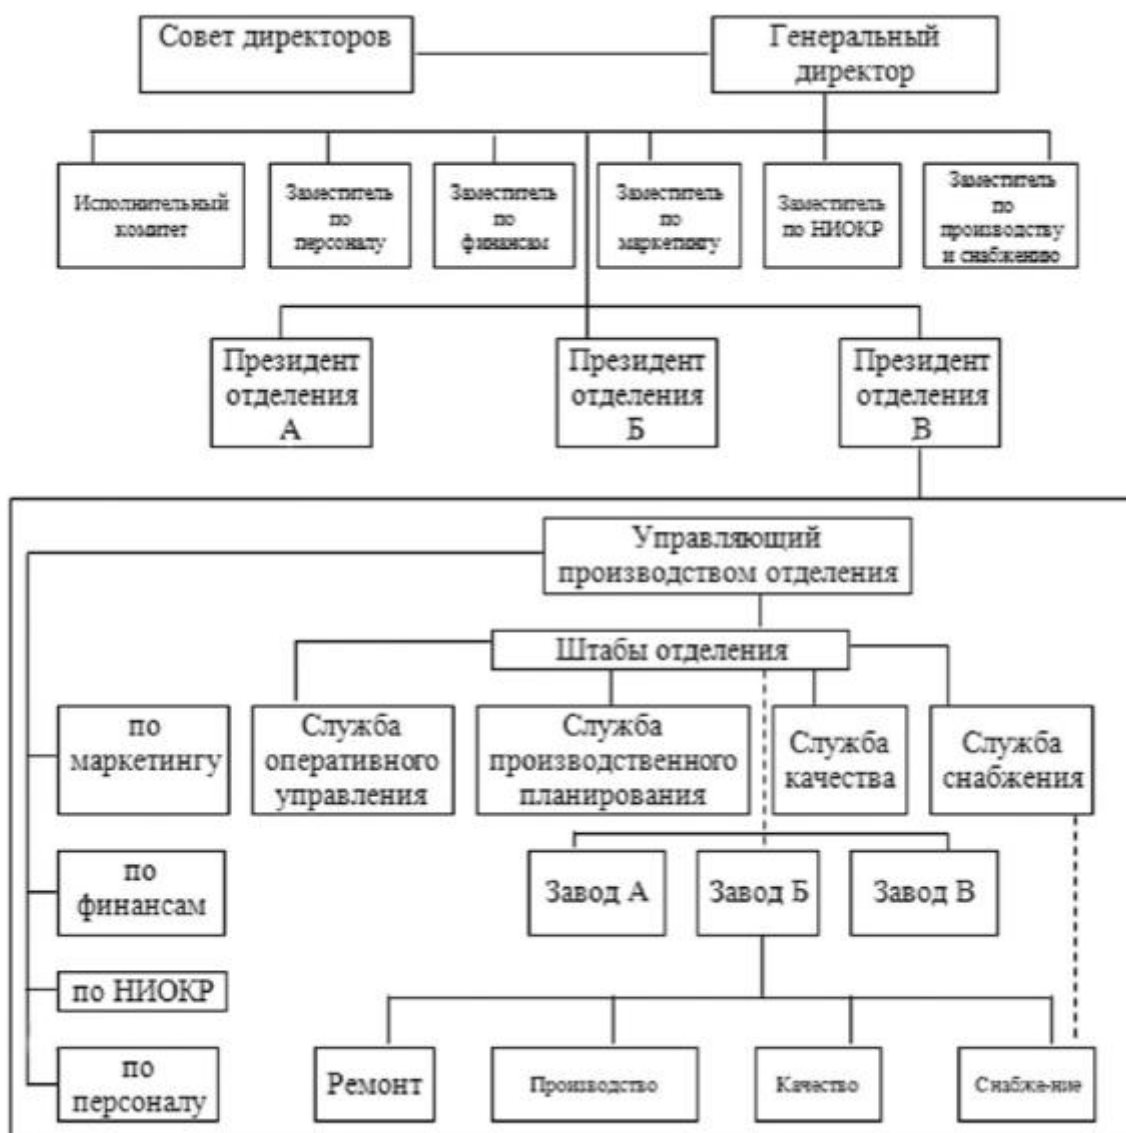 Совет директоров
Генеральный
директор
Исполнительный
комитет
Заместитель
по
персоналу
Заместитель
по
финансам
Заместитель
по
маркетингу
Заместитель
по НИОКР
Заместитель
по
производству
и снабжению
Президент
отделения
А
Президент
отделения
Б
Президент
отделения
В
Управляющий
производством отделения
Штабы отделения
по
маркетингу
Служба
оперативного
управления
Служба
производственного
планирования
Служба
качества
Служба
снабжения
по
финансам
Завод А
Завод Б
Завод В
по НИОКР
по
персоналу
Ремонт
Производство
Качество
Снабже-ние